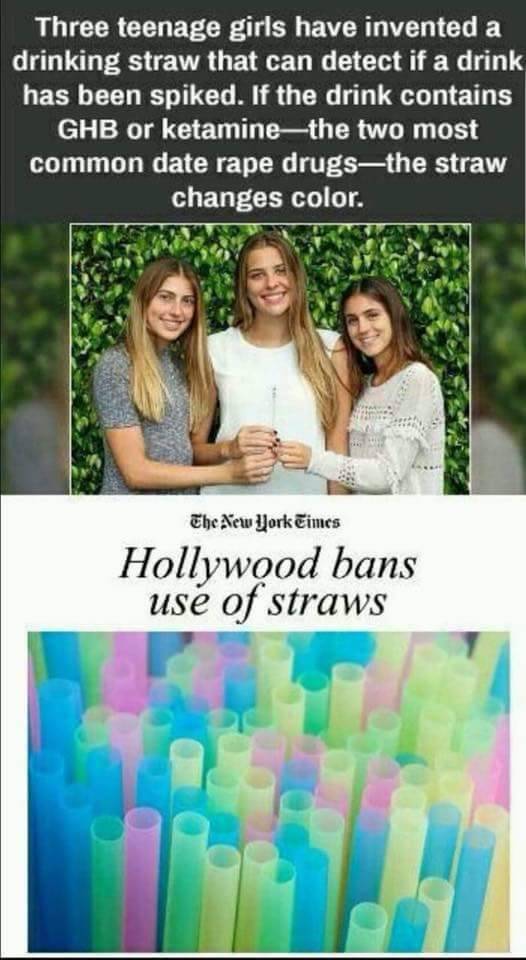 Three teenage girls have invented a
drinking straw that can detect if a drink
has been spiked. If the drink contains
GHB or ketamine—the two most
common date rape drugs—the straw
changes color.
The New York Times
Hollywood bans
use of straws